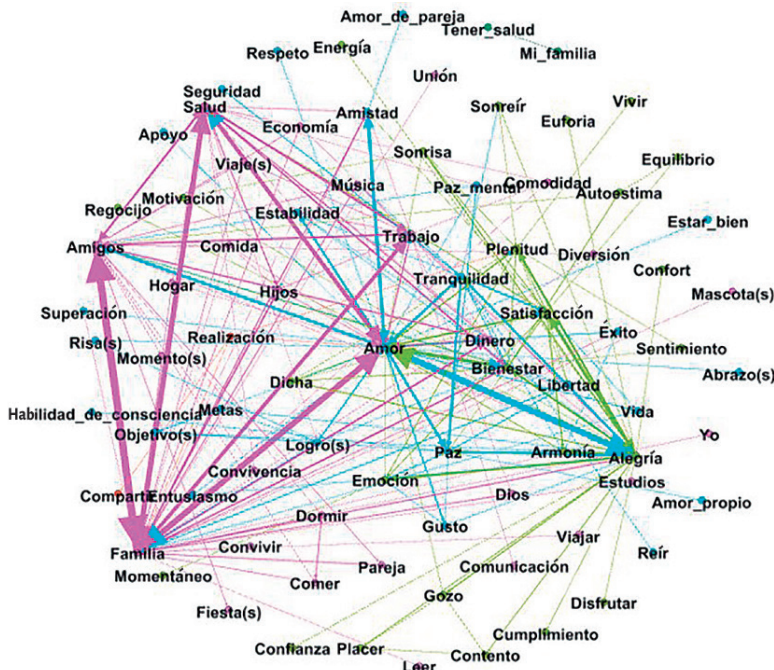 Amor_de_pareja
Tener_salud
Energía
Respeto
Mi_familia
Unión
Seguridad
Salud
Amistad
Sonreír
Vivir
Economía
Euforia
Apoyo
Sonrisa
Equilibrio
Viaje(s)
Música
Paz_mental
Comodidad
Autoestima
Motivación
Regocijo
Estabilidad
Estar_bien
Trabajo
Amigos
Comida
Plenitud
Diversión
Confort
Tranquilidad
Hogar
Hijos
Mascota(s)
Superación
Satisfacción
Realización
Éxito
Risa(s)
Amor
Dinero
Sentimiento
Momento(s)
Bienestar
Abrazo(s)
Dicha
Libertad
Habilidad_de_consciencia
Metas
Vida
Objetivo(s)
Yo
Logro(s)
Paz
Armonía
Alegría
Convivencia
Emoción
Estudios
Entusiasmo
Dios
Amor_propio
Dormir
Gusto
Familia
Convivir
Viajar
Reír
Pareja
Comunicación
Momentáneo
Comer
Gozo
Disfrutar
Fiesta(s)
Cumplimiento
Confianza
Placer
Contento
Leer